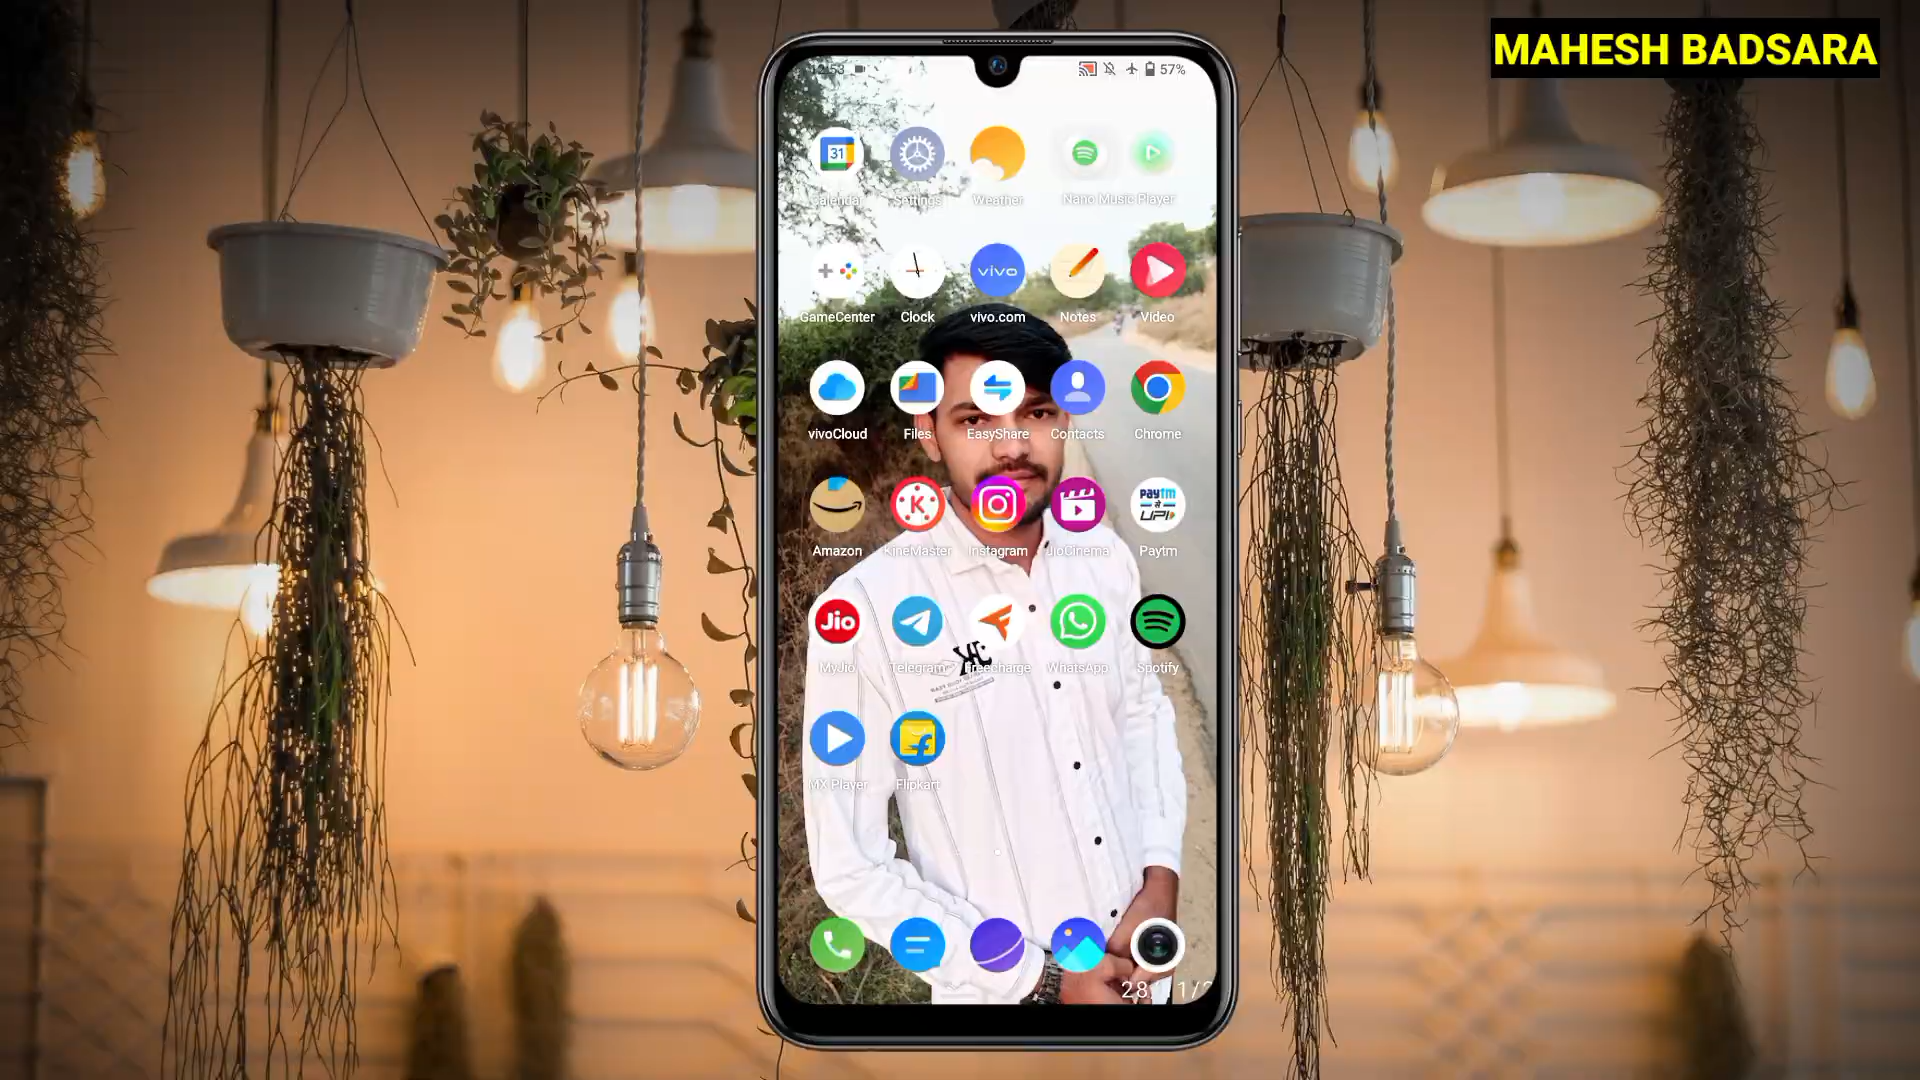 MAHESH BADSARA
12:53 57%
31
Calendar Settings Weather Nano Music Player
vivo
GameCenter Clock vivo.com Notes Video
vivoCloud Files EasyShare Contacts Chrome
K paytm UPI
Amazon KineMaster Instagram JioCinema Paytm
Jio
MyJio Telegram Freecharge WhatsApp Spotify
MX Player Flipkart